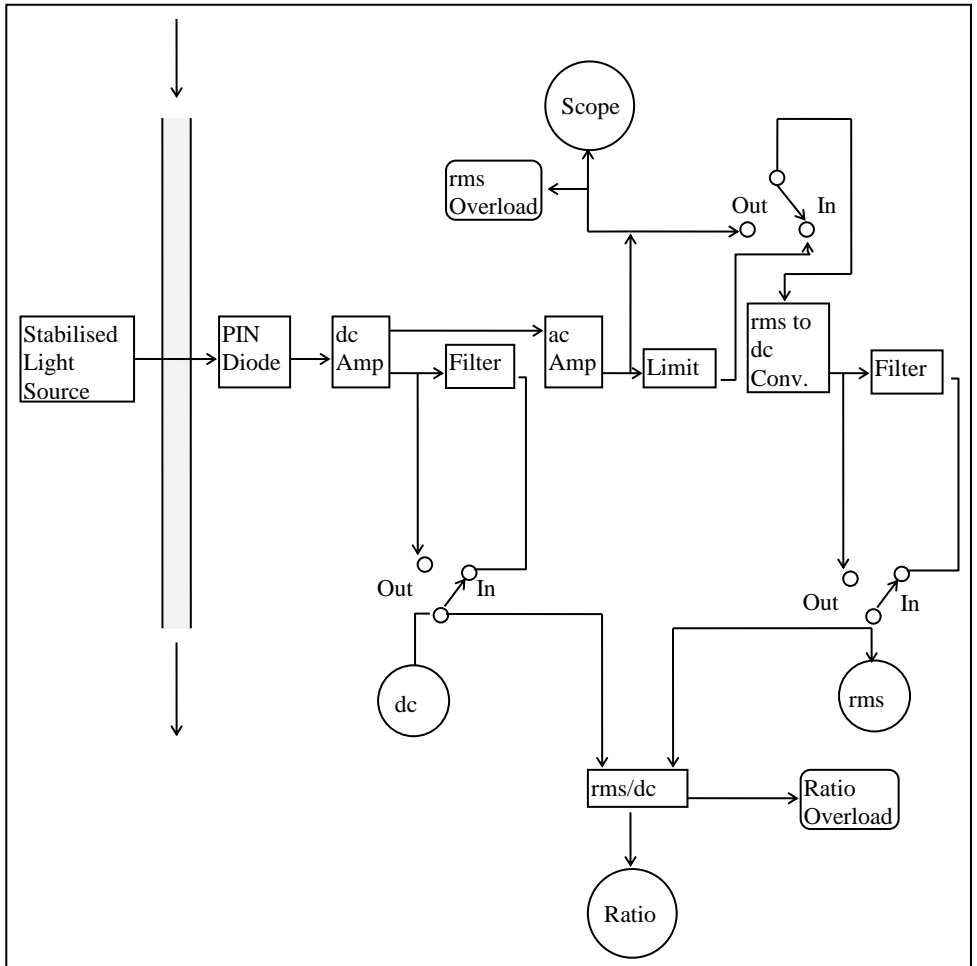 Scope
rms
Overload
Out
In
Stabilised
Light
Source
PIN
Diode
dc
Amp
Filter
ac
Amp
Limit
rms to
dc
Conv.
Filter
Out
In
Out
In
dc
rms
rms/dc
Ratio
Overload
Ratio